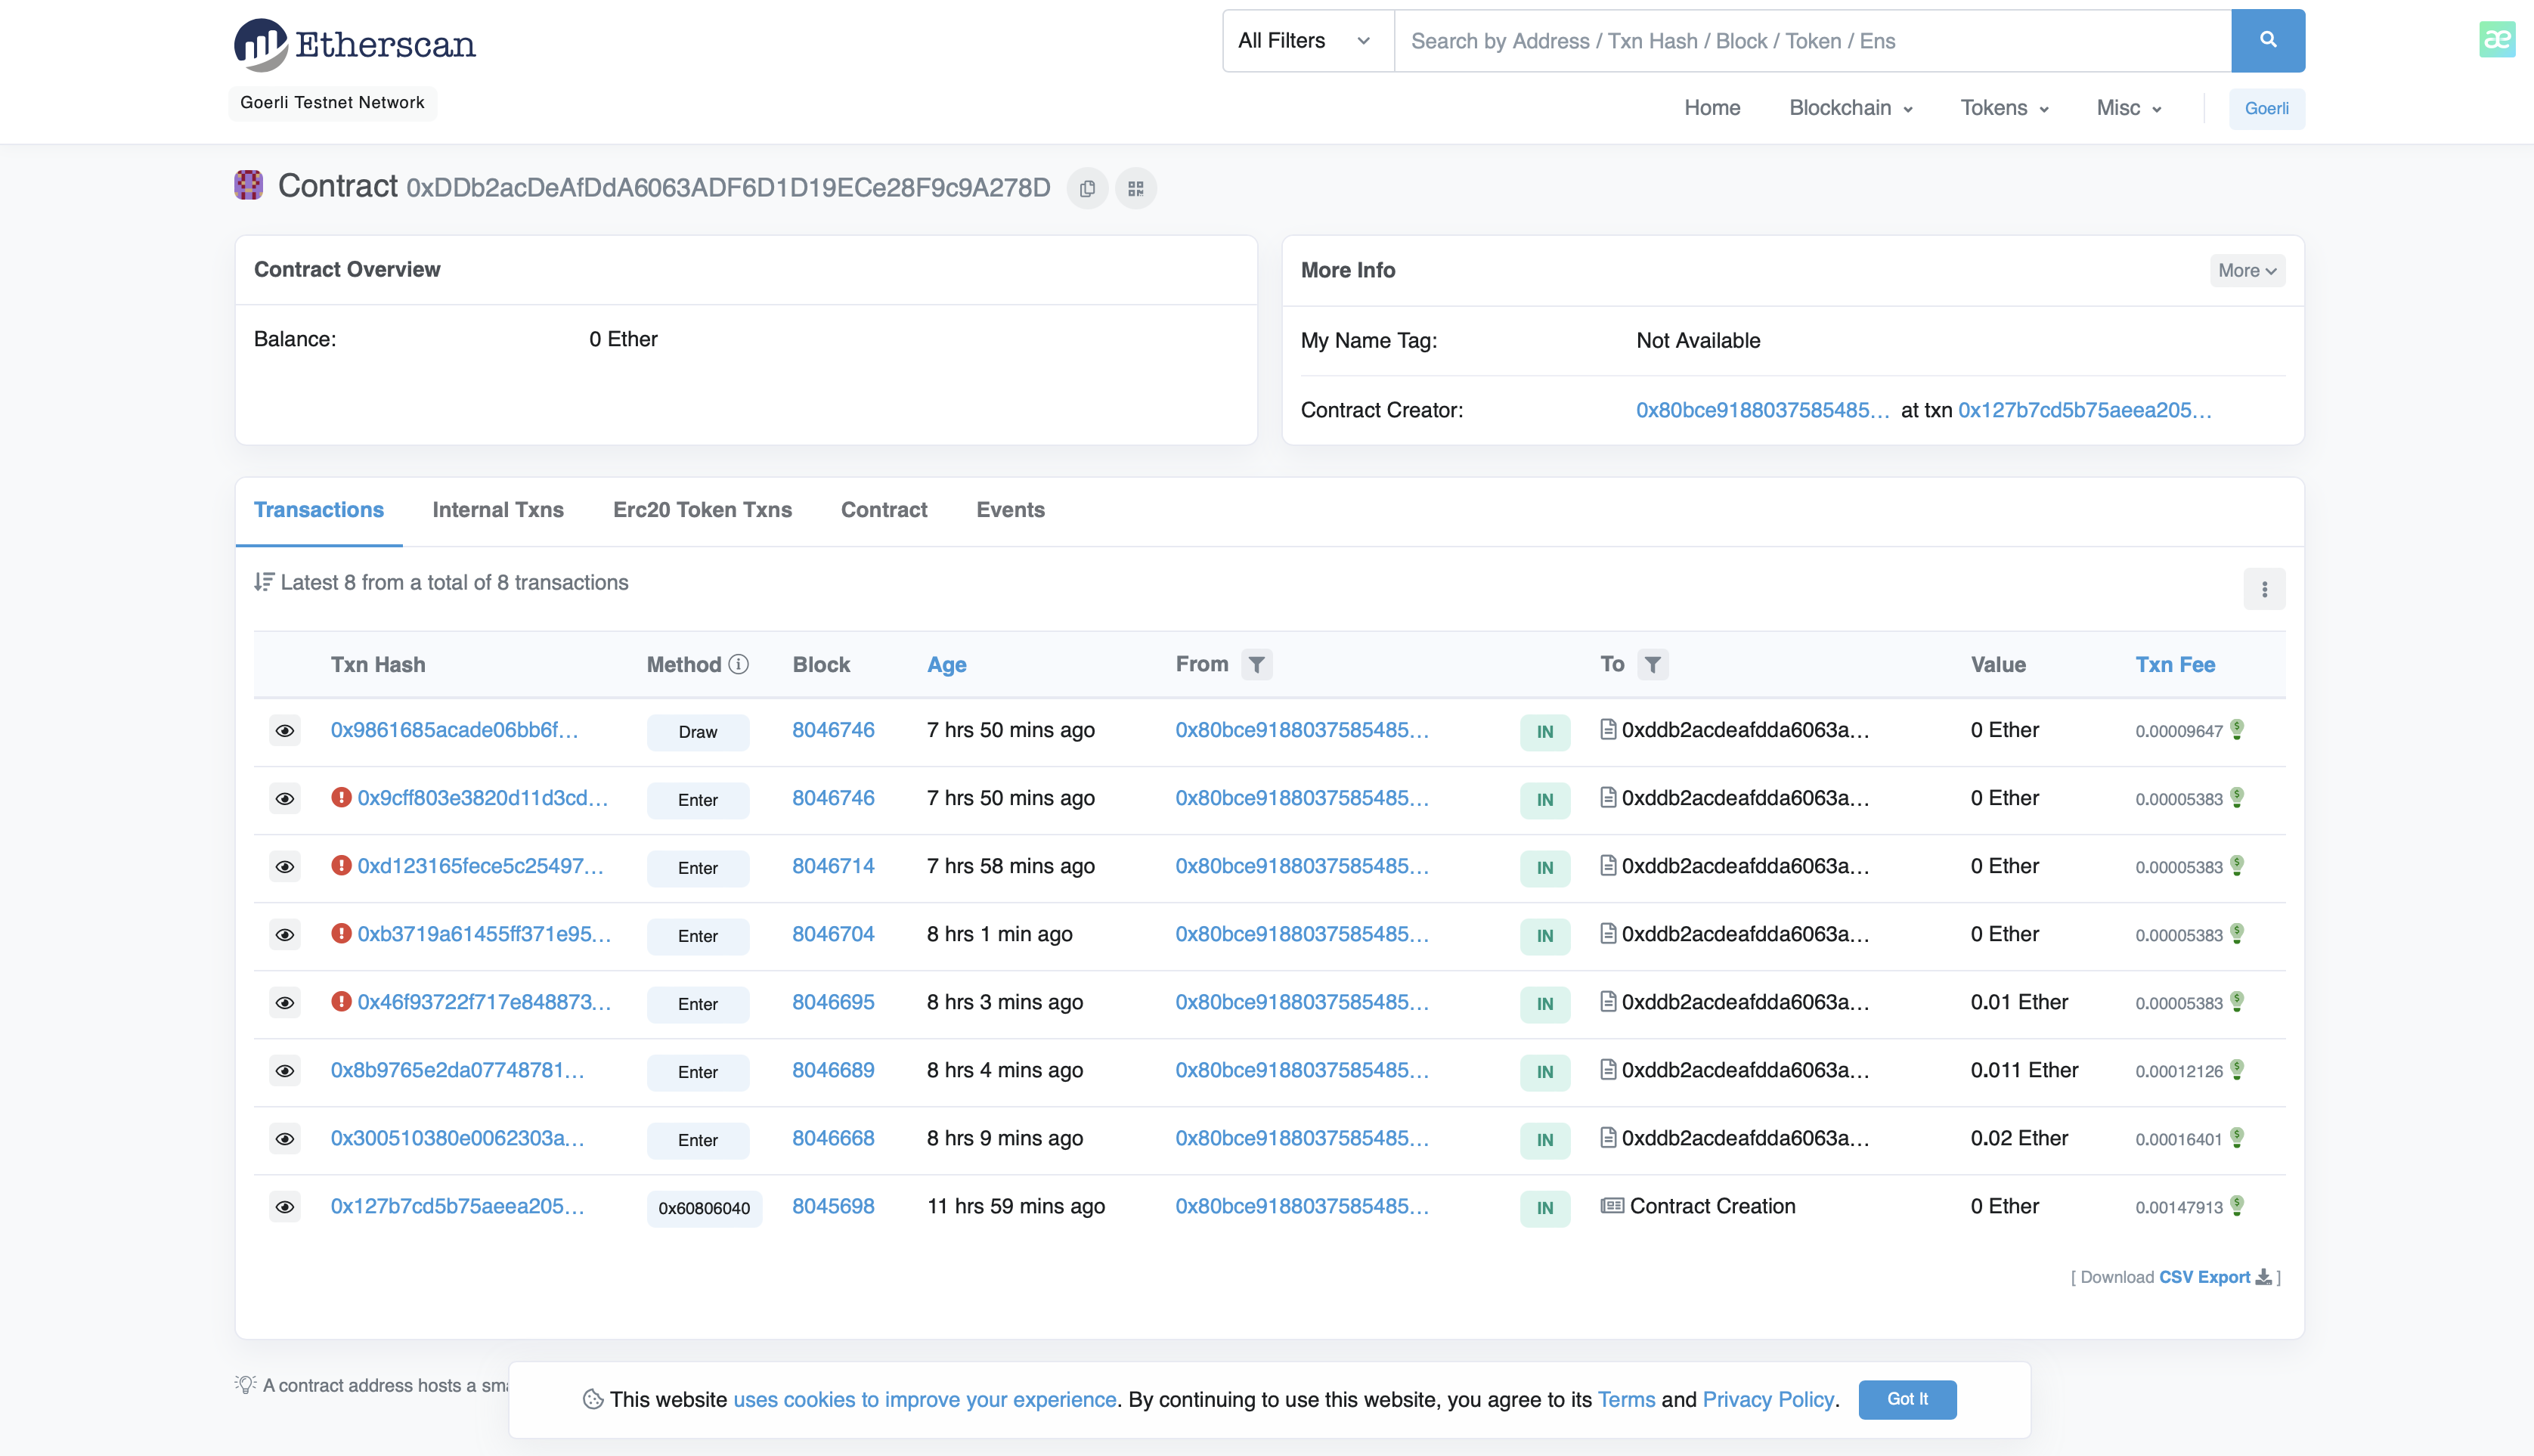 Etherscan
All Filters
Search by Address / Txn Hash / Block / Token / Ens
æ
Goerli Testnet Network
Home Blockchain Tokens Misc Goerli
Contract 0xDDb2acDeAfDdA6063ADF6D1D19ECe28F9c9A278D
Contract Overview
Balance: 0 Ether
More Info More
My Name Tag: Not Available
Contract Creator: 0x80bce9188037585485... at txn 0x127b7cd5b75aeea205...
Transactions Internal Txns Erc20 Token Txns Contract Events
Latest 8 from a total of 8 transactions
Txn Hash Method Block Age From To Value Txn Fee
0x9861685acade06bb6f... Draw 8046746 7 hrs 50 mins ago 0x80bce9188037585485... IN 0xddb2acdeafdda6063a... 0 Ether 0.00009647
0x9cff803e3820d11d3cd... Enter 8046746 7 hrs 50 mins ago 0x80bce9188037585485... IN 0xddb2acdeafdda6063a... 0 Ether 0.00005383
0xd123165fece5c25497... Enter 8046714 7 hrs 58 mins ago 0x80bce9188037585485... IN 0xddb2acdeafdda6063a... 0 Ether 0.00005383
0xb3719a61455ff371e95... Enter 8046704 8 hrs 1 min ago 0x80bce9188037585485... IN 0xddb2acdeafdda6063a... 0 Ether 0.00005383
0x46f93722f717e848873... Enter 8046695 8 hrs 3 mins ago 0x80bce9188037585485... IN 0xddb2acdeafdda6063a... 0.01 Ether 0.00005383
0x8b9765e2da07748781... Enter 8046689 8 hrs 4 mins ago 0x80bce9188037585485... IN 0xddb2acdeafdda6063a... 0.011 Ether 0.00012126
0x300510380e0062303a... Enter 8046668 8 hrs 9 mins ago 0x80bce9188037585485... IN 0xddb2acdeafdda6063a... 0.02 Ether 0.00016401
0x127b7cd5b75aeea205... 0x60806040 8045698 11 hrs 59 mins ago 0x80bce9188037585485... IN Contract Creation 0 Ether 0.00147913
[ Download CSV Export ]
A contract address hosts a
This website uses cookies to improve your experience. By continuing to use this website, you agree to its Terms and Privacy Policy. Got It